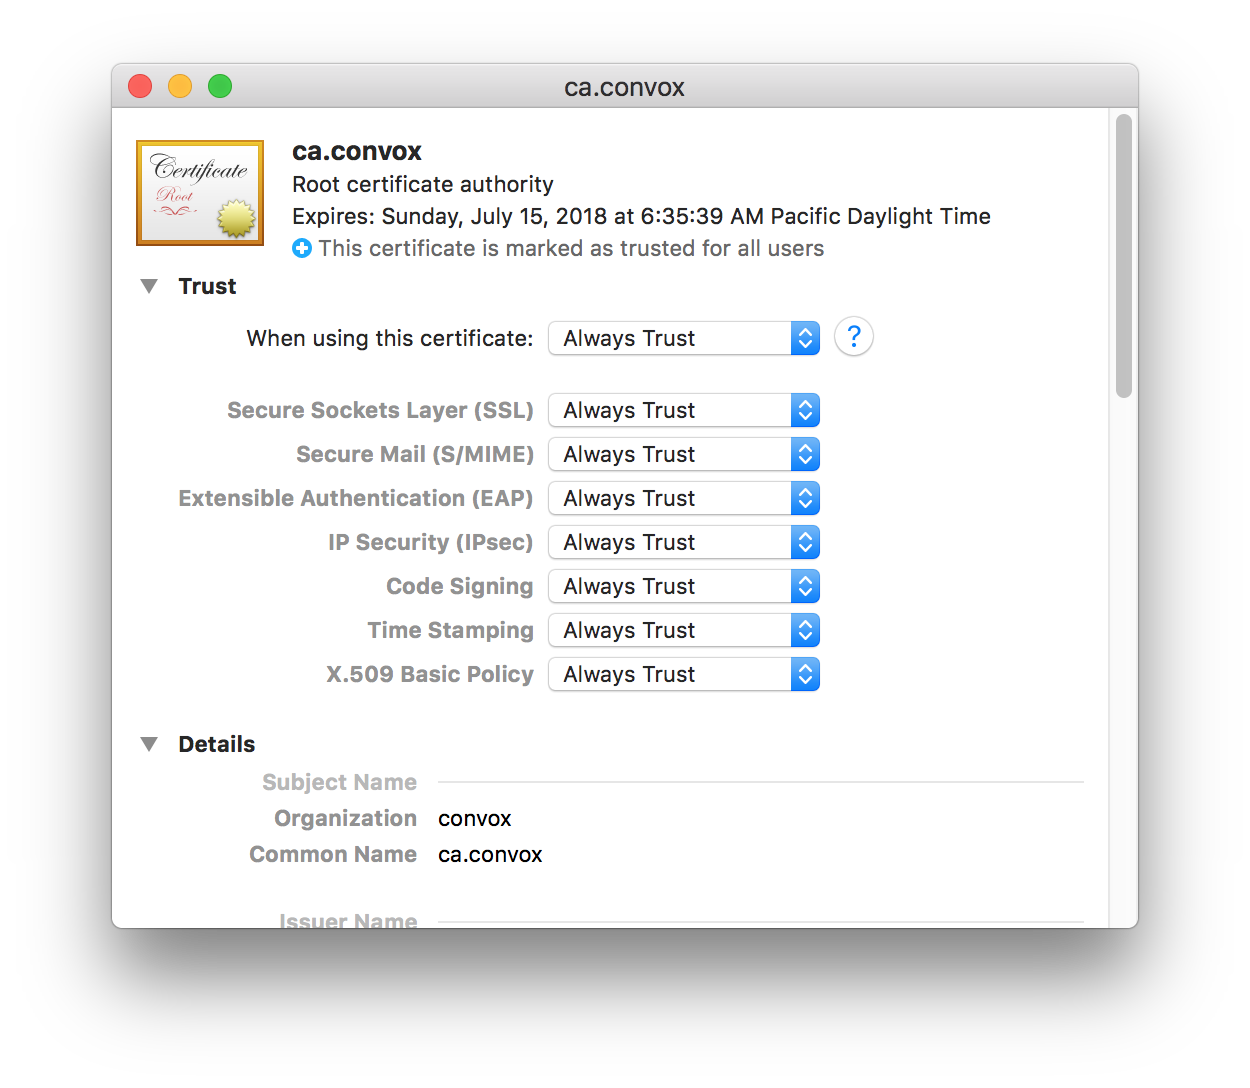 ca.convox
Certificate
Root
ca.convox
Root certificate authority
Expires: Sunday, July 15, 2018 at 6:35:39 AM Pacific Daylight Time
This certificate is marked as trusted for all users
Trust
When using this certificate: Always Trust ?
Secure Sockets Layer (SSL) Always Trust
Secure Mail (S/MIME) Always Trust
Extensible Authentication (EAP) Always Trust
IP Security (IPsec) Always Trust
Code Signing Always Trust
Time Stamping Always Trust
X.509 Basic Policy Always Trust
Details
Subject Name
Organization convox
Common Name ca.convox
Issuer Name